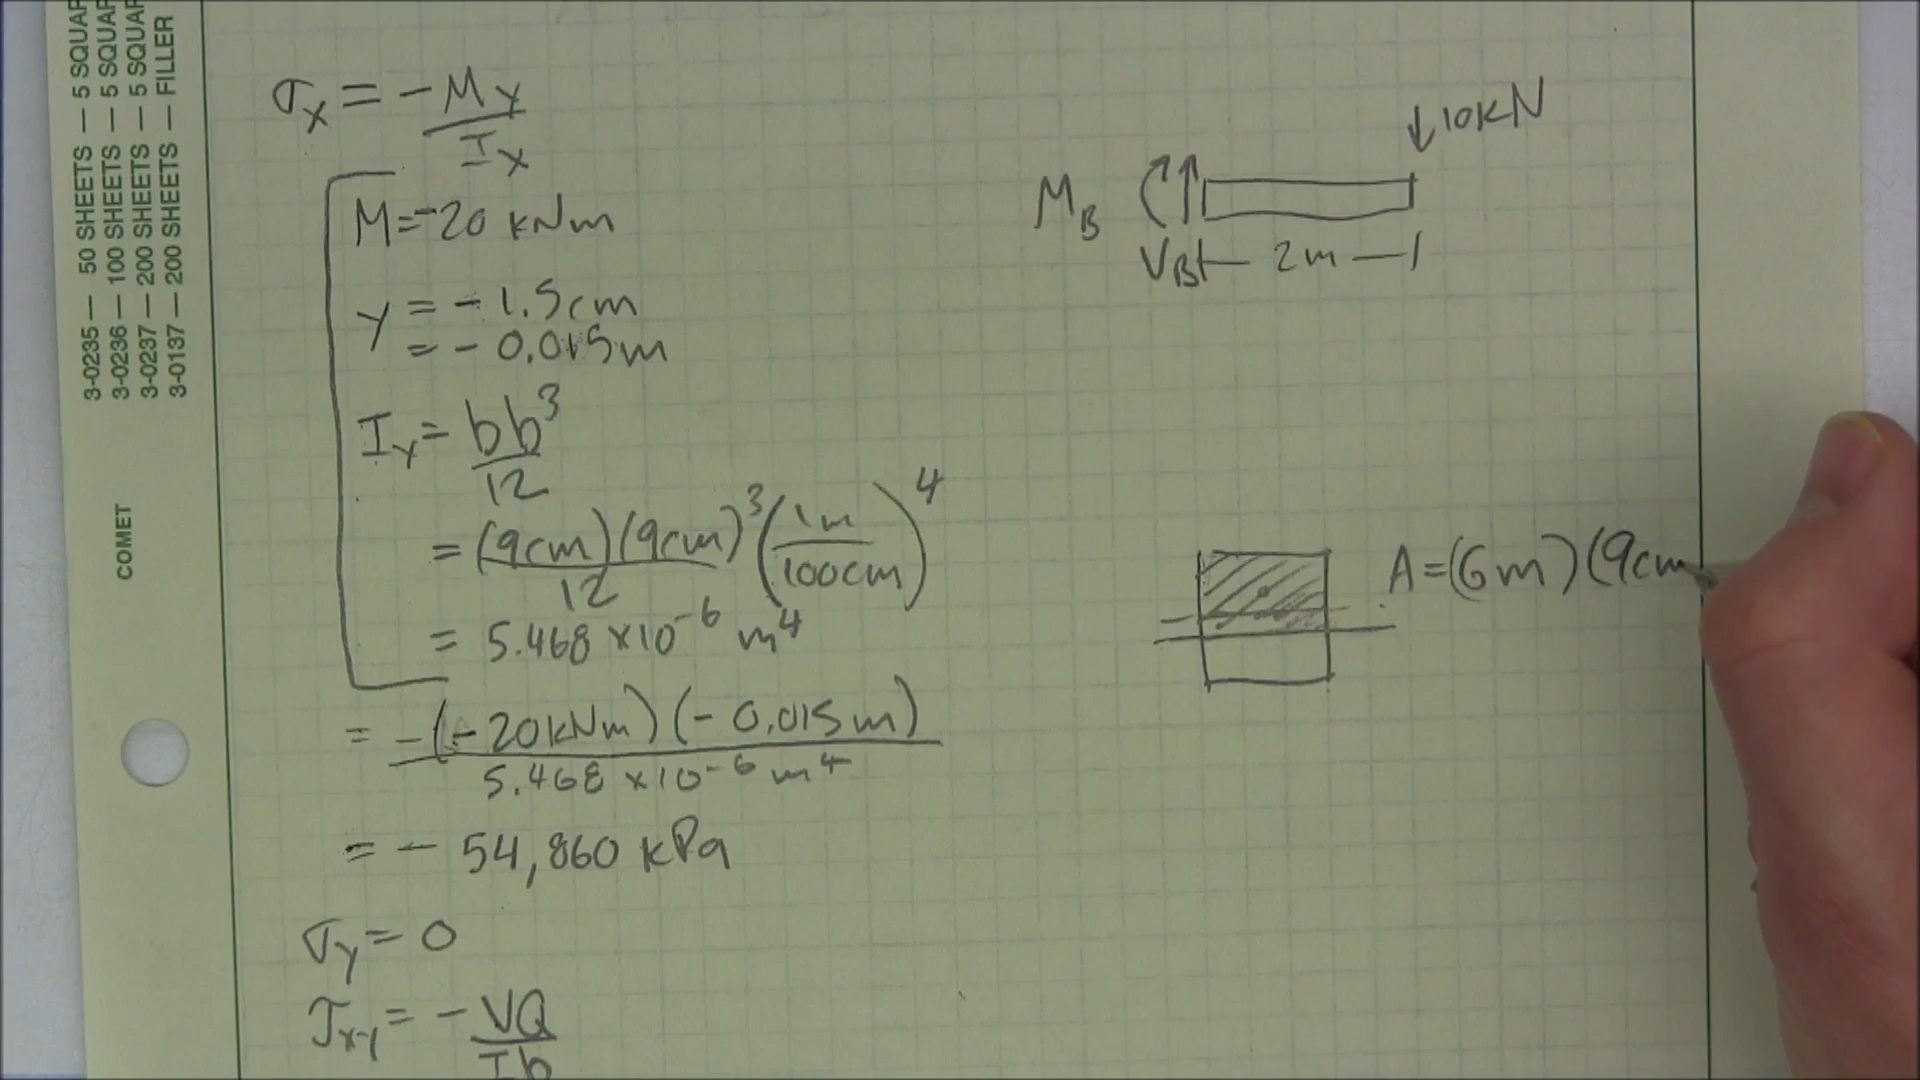 3-0235 — 50 SHEETS — 5 SQUAR
3-0236 — 100 SHEETS — 5 SQUAR
3-0237 — 200 SHEETS — 5 SQUAR
3-0137 — 200 SHEETS — FILLER
COMET
σx = -My
Ix
M=-20 kNm
y = -1.5cm
= -0.015m
Iy= bb³
12
= (9cm)(9cm)³ (1m)⁴
12 100cm
= 5.468 ×10⁻⁶ m⁴
= -(-20kNm)(-0.015m)
5.468 ×10⁻⁶ m⁴
= - 54,860 kPa
σy = 0
τx-y = -VQ
Ib
↓10kN
MB
VB
2m
A=(6m)(9cm